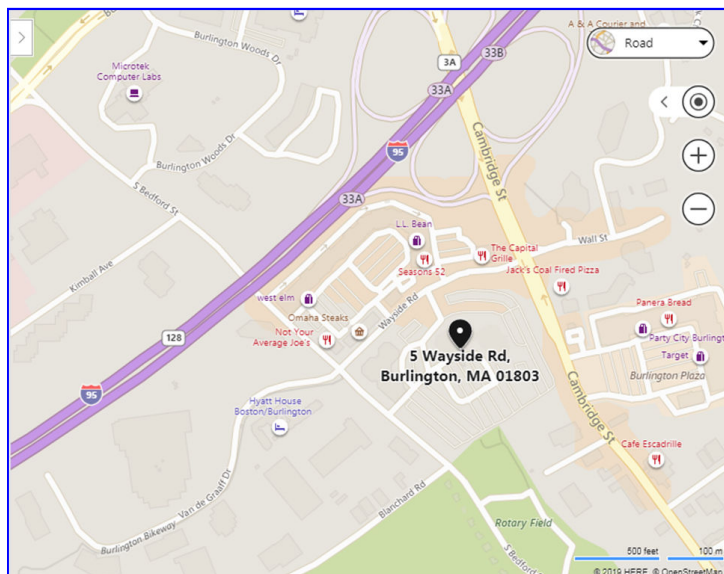 Burlington Woods Dr
A & A Courier and
Road
33B
3A
Microtek
Computer Labs
33A
Cambridge St
95
Burlington Woods Dr
33A
S Bedford St
L.L. Bean
Wall St
The Capital
Grille
Seasons 52
Kimball Ave
Jack's Coal Fired Pizza
west elm
Omaha Steaks
Wayside Rd
Panera Bread
Not Your
Average Joe's
128
Party City Burlingt
5 Wayside Rd,
Burlington, MA 01803
Target
Burlington Plaza
95
Hyatt House
Boston/Burlington
Cambridge St
Cafe Escadrille
Van de Graaff Dr
Blanchard Rd
Burlington Bikeway
Rotary Field
S Bedford St
500 feet
100 m
© 2019 HERE, © OpenStreetMap